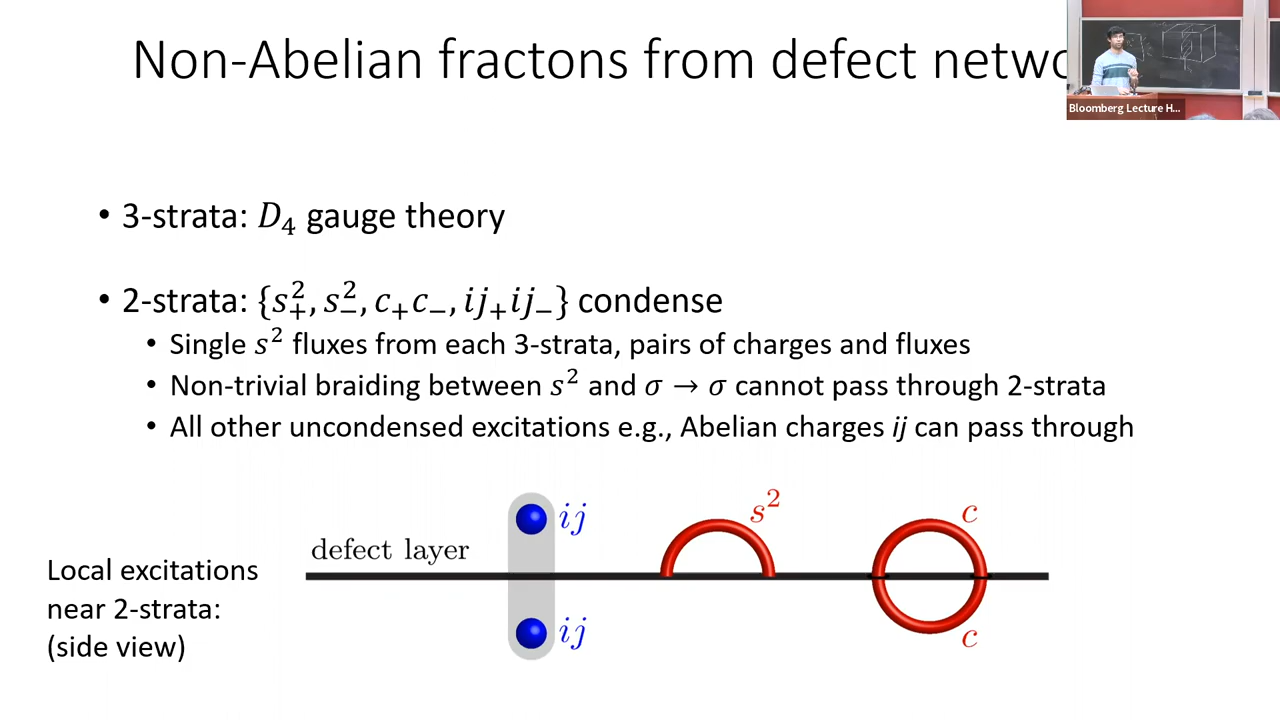 Non-Abelian fractons from defect netwo
Bloomberg Lecture H...
• 3-strata: D₄ gauge theory
• 2-strata: {s²₊, s²₋, c₊c₋, ij₊ij₋} condense
• Single s² fluxes from each 3-strata, pairs of charges and fluxes
• Non-trivial braiding between s² and σ → σ cannot pass through 2-strata
• All other uncondensed excitations e.g., Abelian charges ij can pass through
Local excitations
near 2-strata:
(side view)
defect layer
ij
s²
c
ij
c